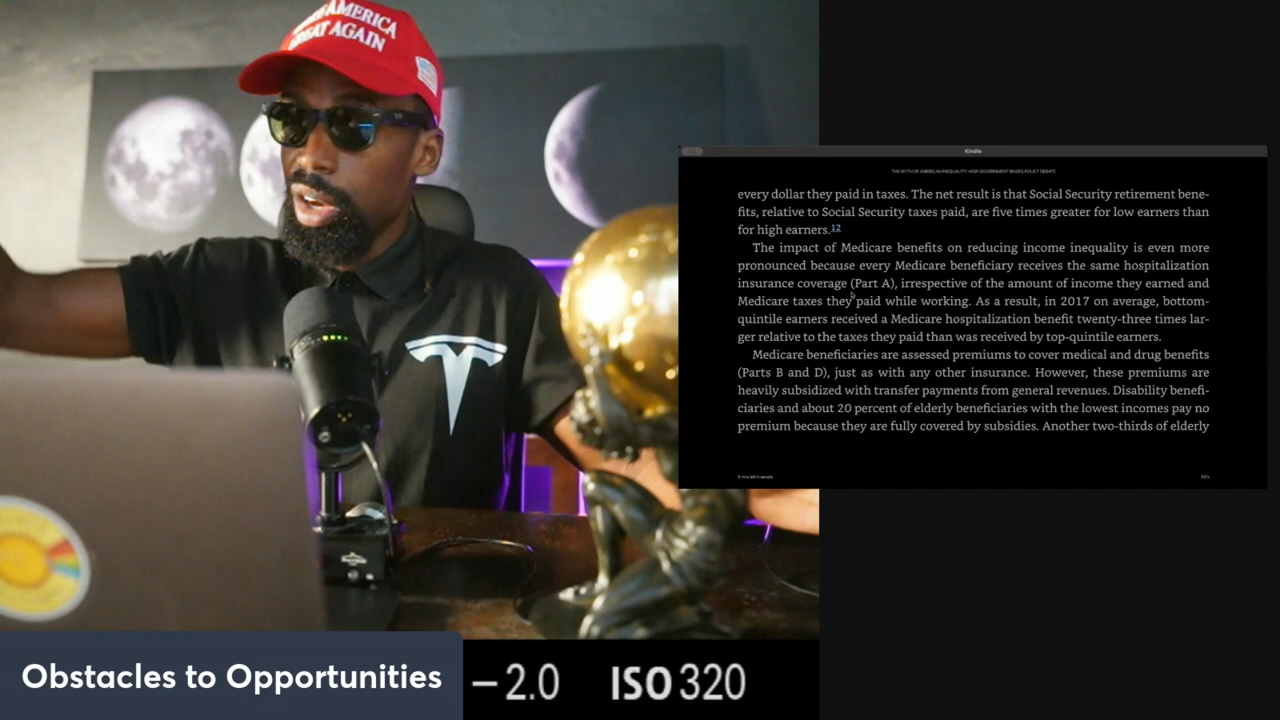 AMERICA
GREAT AGAIN
Kindle
THE MYTH OF AMERICAN INEQUALITY: HOW GOVERNMENT BIASES POLICY DEBATE
every dollar they paid in taxes. The net result is that Social Security retirement bene-
fits, relative to Social Security taxes paid, are five times greater for low earners than
for high earners.12
The impact of Medicare benefits on reducing income inequality is even more
pronounced because every Medicare beneficiary receives the same hospitalization
insurance coverage (Part A), irrespective of the amount of income they earned and
Medicare taxes they paid while working. As a result, in 2017 on average, bottom-
quintile earners received a Medicare hospitalization benefit twenty-three times lar-
ger relative to the taxes they paid than was received by top-quintile earners.
Medicare beneficiaries are assessed premiums to cover medical and drug benefits
(Parts B and D), just as with any other insurance. However, these premiums are
heavily subsidized with transfer payments from general revenues. Disability benefi-
ciaries and about 20 percent of elderly beneficiaries with the lowest incomes pay no
premium because they are fully covered by subsidies. Another two-thirds of elderly
Obstacles to Opportunities
– 2.0 ISO 320